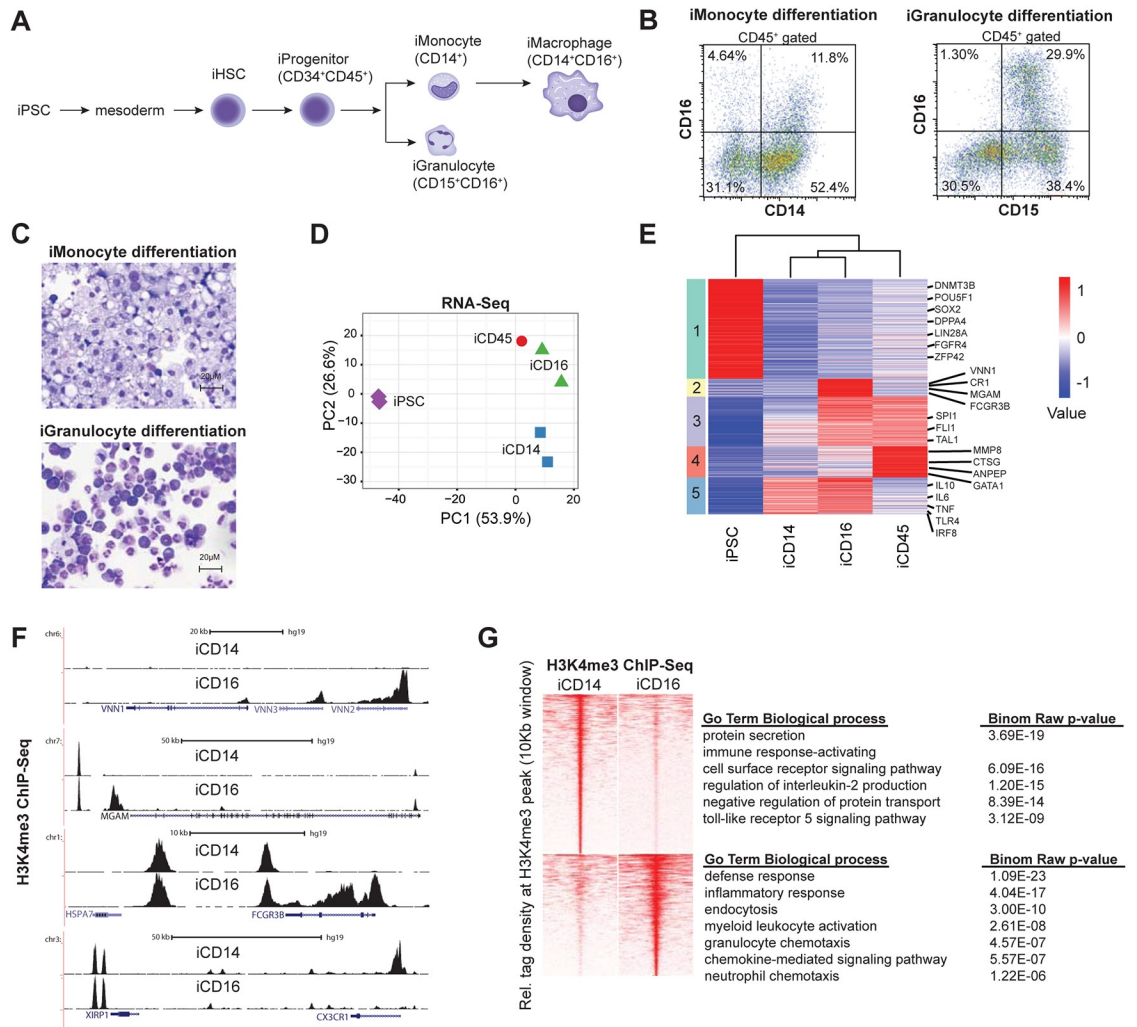 A
iPSC
mesoderm
iHSC
iProgenitor
(CD34⁺CD45⁺)
iMonocyte
(CD14⁺)
iMacrophage
(CD14⁺CD16⁺)
iGranulocyte
(CD15⁺CD16⁺)
B
iMonocyte differentiation
CD45⁺ gated
4.64%
11.8%
31.1%
52.4%
CD16
CD14
iGranulocyte differentiation
CD45⁺ gated
1.30%
29.9%
30.5%
38.4%
CD16
CD15
C
iMonocyte differentiation
20µM
iGranulocyte differentiation
20µM
D
RNA-Seq
PC2 (26.6%)
20
10
0
−10
−20
−30
iCD45
iCD16
iPSC
iCD14
−40
−20
0
20
PC1 (53.9%)
E
1
2
3
4
5
DNMT3B
POU5F1
SOX2
DPPA4
LIN28A
FGFR4
ZFP42
VNN1
CR1
MGAM
FCGR3B
SPI1
FLI1
TAL1
MMP8
CTSG
ANPEP
GATA1
IL10
IL6
TNF
TLR4
IRF8
iPSC
iCD14
iCD16
iCD45
1
0
-1
Value
F
H3K4me3 ChIP-Seq
chr6:
20 kb
hg19
iCD14
iCD16
VNN1
VNN3
VNN2
chr7:
50 kb
hg19
iCD14
iCD16
MGAM
chr1:
10 kb
hg19
iCD14
iCD16
HSPA7
FCGR3B
chr3:
50 kb
hg19
iCD14
iCD16
XIRP1
CX3CR1
G
Rel. tag density at H3K4me3 peak (10Kb window)
H3K4me3 ChIP-Seq
iCD14
iCD16
Go Term Biological process Binom Raw p-value
protein secretion 3.69E-19
immune response-activating
cell surface receptor signaling pathway 6.09E-16
regulation of interleukin-2 production 1.20E-15
negative regulation of protein transport 8.39E-14
toll-like receptor 5 signaling pathway 3.12E-09
Go Term Biological process Binom Raw p-value
defense response 1.09E-23
inflammatory response 4.04E-17
endocytosis 3.00E-10
myeloid leukocyte activation 2.61E-08
granulocyte chemotaxis 4.57E-07
chemokine-mediated signaling pathway 5.57E-07
neutrophil chemotaxis 1.22E-06